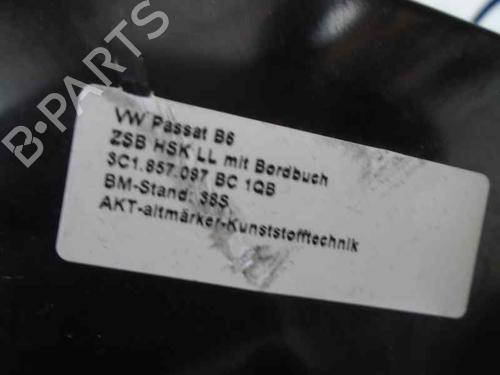 VW Passat B6
ZSB HSK LL mit Bordbuch
3C1.857.097 BC 1QB
BM-Stand: 38S
AKT-altmärker-Kunststofftechnik
B-PARTS